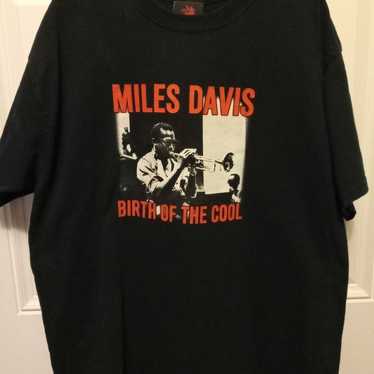 MILES DAVIS
BIRTH OF THE COOL